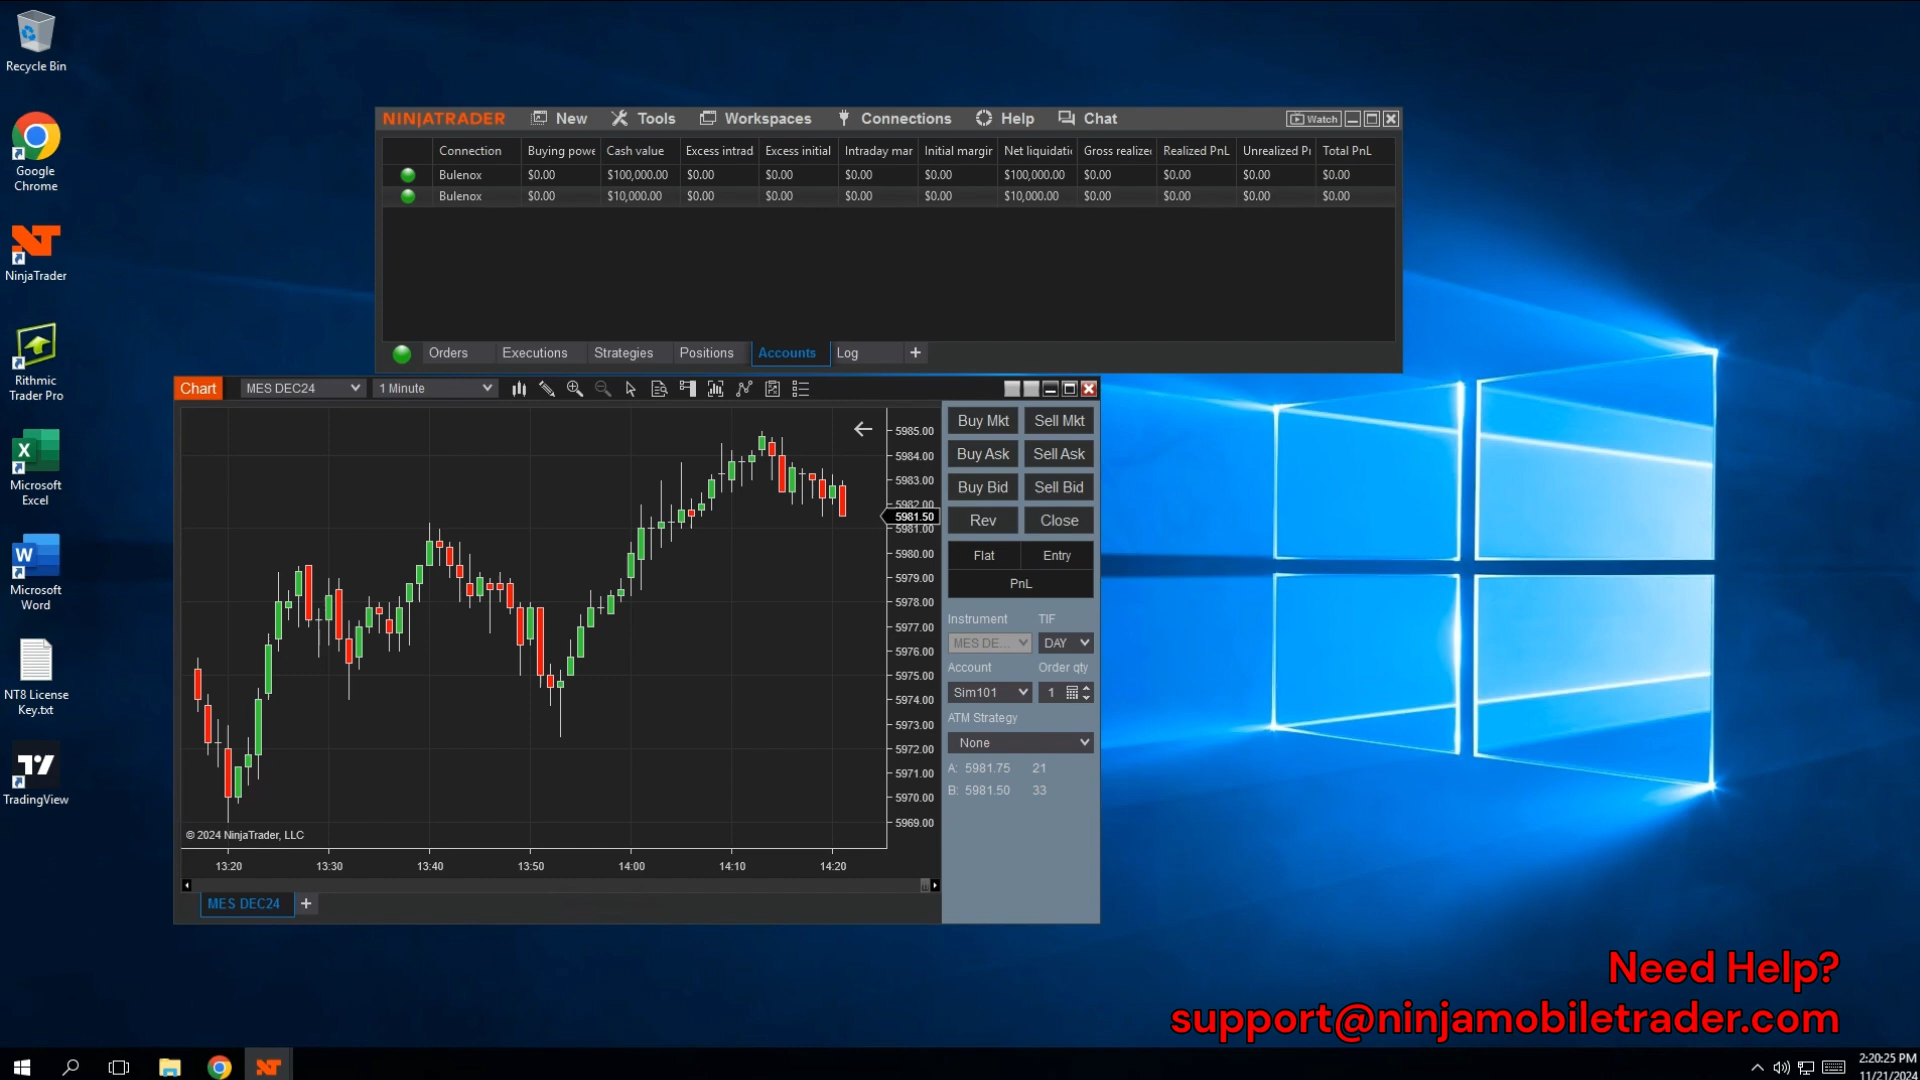 Recycle Bin
Google
Chrome
NinjaTrader
Rithmic
Trader Pro
Microsoft
Excel
Microsoft
Word
NT8 License
Key.txt
TradingView
NINJATRADER New Tools Workspaces Connections Help Chat Watch
Connection Buying powe Cash value Excess intrad Excess initial Intraday mar Initial margin Net liquidati Gross realize Realized PnL Unrealized P Total PnL
Bulenox $0.00 $100,000.00 $0.00 $0.00 $0.00 $0.00 $100,000.00 $0.00 $0.00 $0.00 $0.00
Bulenox $0.00 $10,000.00 $0.00 $0.00 $0.00 $0.00 $10,000.00 $0.00 $0.00 $0.00 $0.00
Orders Executions Strategies Positions Accounts Log +
Chart MES DEC24 1 Minute
5985.00
5984.00
5983.00
5982.00
5981.50
5981.00
5980.00
5979.00
5978.00
5977.00
5976.00
5975.00
5974.00
5973.00
5972.00
5971.00
5970.00
5969.00
© 2024 NinjaTrader, LLC
13:20 13:30 13:40 13:50 14:00 14:10 14:20
MES DEC24 +
Buy Mkt Sell Mkt
Buy Ask Sell Ask
Buy Bid Sell Bid
Rev Close
Flat Entry
PnL
Instrument TIF
MES DE... DAY
Account Order qty
Sim101 1
ATM Strategy
None
A: 5981.75 21
B: 5981.50 33
Need Help?
support@ninjamobiletrader.com
2:20:25 PM
11/21/2024